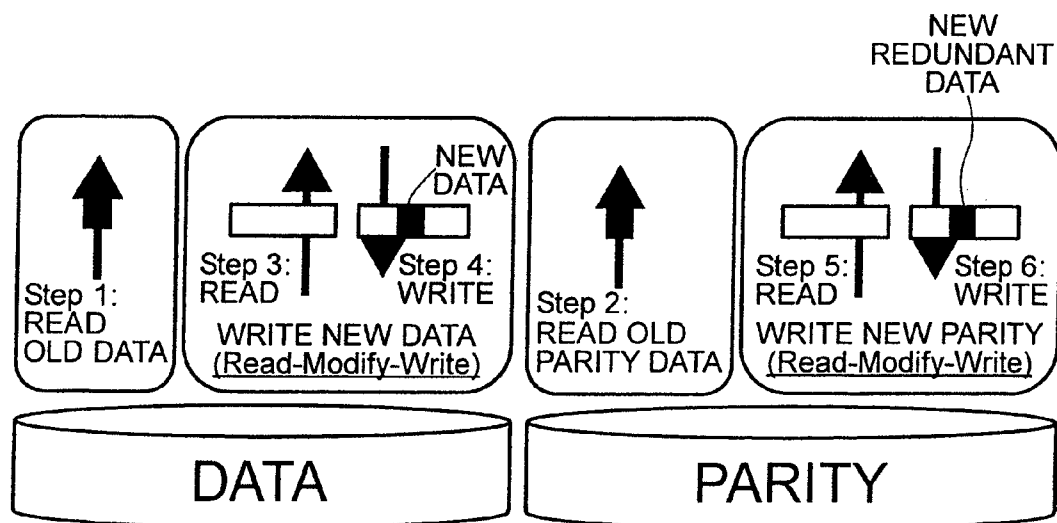 NEW
REDUNDANT
DATA
Step 1:
READ
OLD DATA
NEW
DATA
Step 3:
READ
Step 4:
WRITE
WRITE NEW DATA
(Read-Modify-Write)
Step 2:
READ OLD
PARITY DATA
Step 5:
READ
Step 6:
WRITE
WRITE NEW PARITY
(Read-Modify-Write)
DATA
PARITY